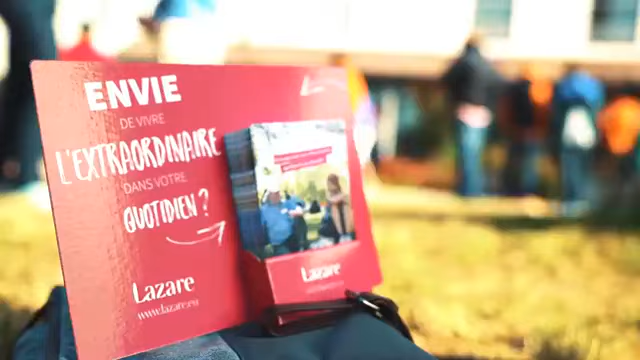 ENVIE
DE VIVRE
L'EXTRAORDINAIRE
DANS VOTRE
QUOTIDIEN ?
Lazare
www.lazare.eu
Lazare